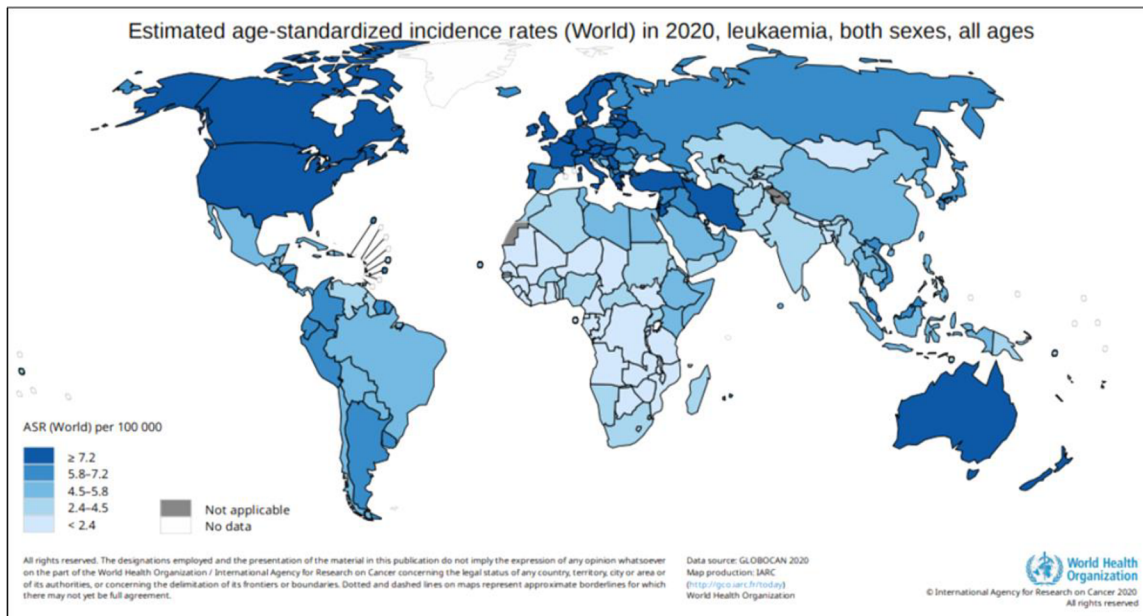 Estimated age-standardized incidence rates (World) in 2020, leukaemia, both sexes, all ages
ASR (World) per 100 000
≥ 7.2
5.8–7.2
4.5–5.8
2.4–4.5
< 2.4
Not applicable
No data
All rights reserved. The designations employed and the presentation of the material in this publication do not imply the expression of any opinion whatsoever
on the part of the World Health Organization / International Agency for Research on Cancer concerning the legal status of any country, territory, city or area or
of its authorities, or concerning the delimitation of its frontiers or boundaries. Dotted and dashed lines on maps represent approximate borderlines for which
there may not yet be full agreement.
Data source: GLOBOCAN 2020
Map production: IARC
(http://gco.iarc.fr/today)
World Health Organization
World Health
Organization
© International Agency for Research on Cancer 2020
All rights reserved